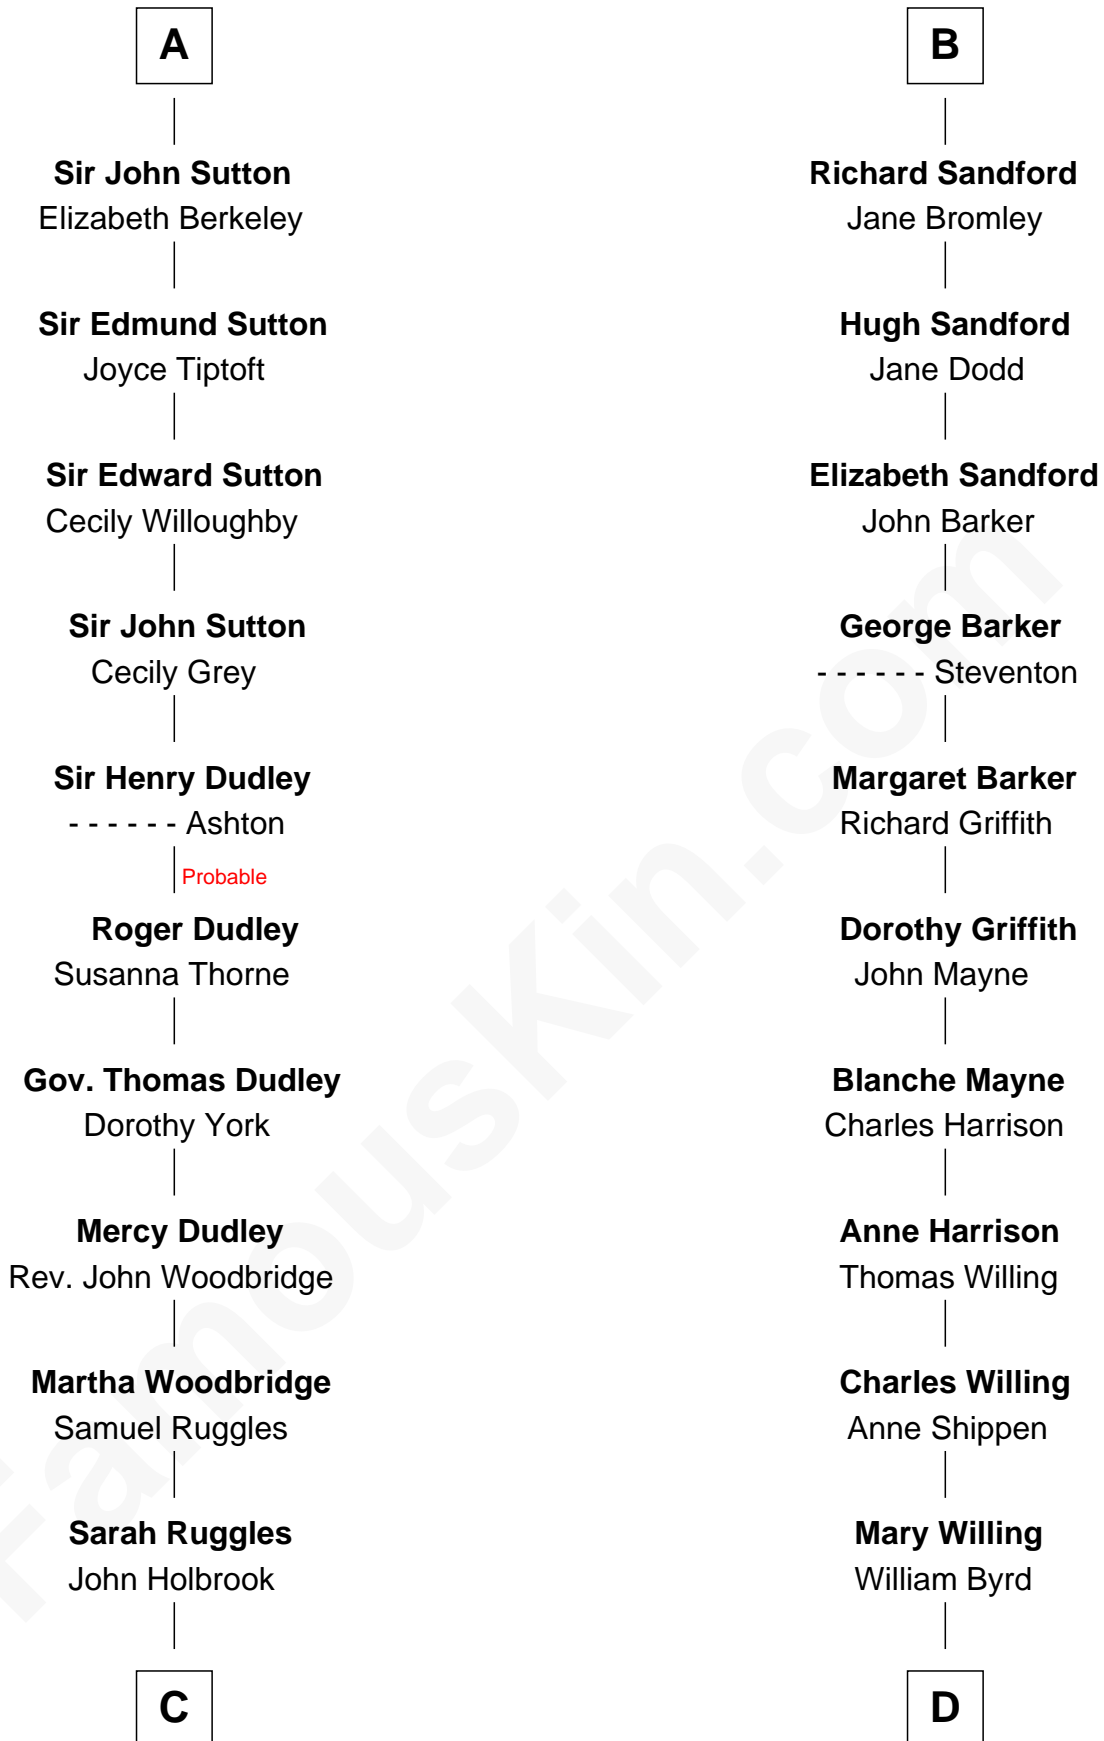 A
Sir John Sutton
Elizabeth Berkeley
Sir Edmund Sutton
Joyce Tiptoft
Sir Edward Sutton
Cecily Willoughby
Sir John Sutton
Cecily Grey
Sir Henry Dudley
- - - - - - Ashton
Probable
Roger Dudley
Susanna Thorne
Gov. Thomas Dudley
Dorothy York
Mercy Dudley
Rev. John Woodbridge
Martha Woodbridge
Samuel Ruggles
Sarah Ruggles
John Holbrook
C
B
Richard Sandford
Jane Bromley
Hugh Sandford
Jane Dodd
Elizabeth Sandford
John Barker
George Barker
- - - - - - Steventon
Margaret Barker
Richard Griffith
Dorothy Griffith
John Mayne
Blanche Mayne
Charles Harrison
Anne Harrison
Thomas Willing
Charles Willing
Anne Shippen
Mary Willing
William Byrd
D
FamousKin.com